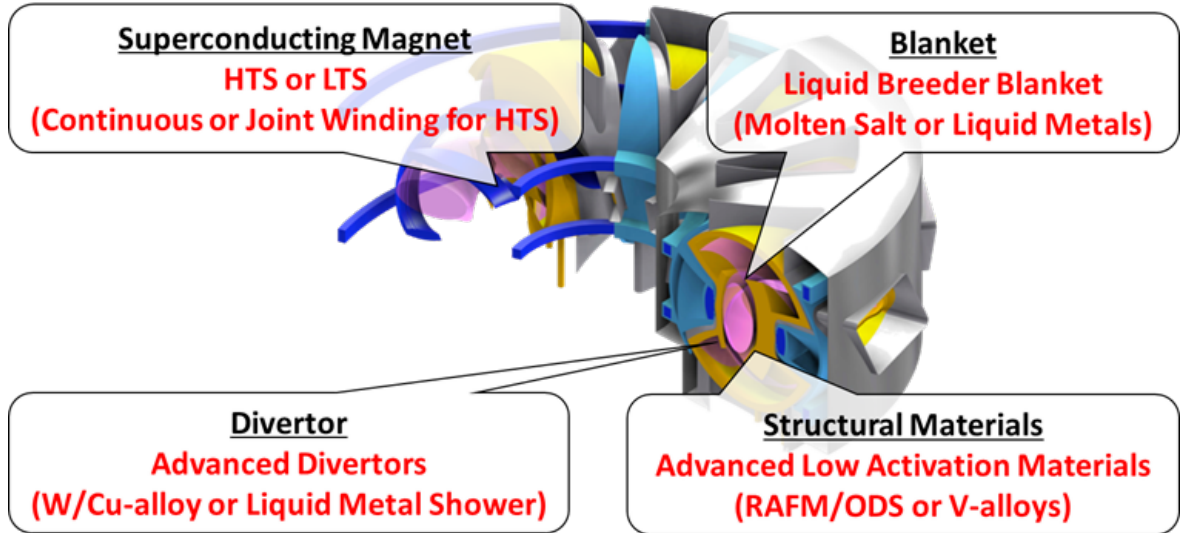 Superconducting Magnet
HTS or LTS
(Continuous or Joint Winding for HTS)
Blanket
Liquid Breeder Blanket
(Molten Salt or Liquid Metals)
Divertor
Advanced Divertors
(W/Cu-alloy or Liquid Metal Shower)
Structural Materials
Advanced Low Activation Materials
(RAFM/ODS or V-alloys)